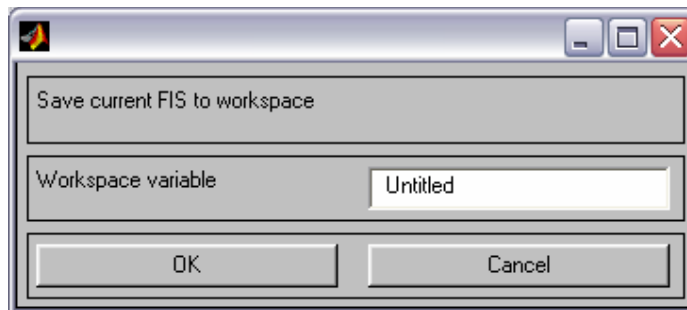 Save current FIS to workspace
Workspace variable Untitled
OK Cancel